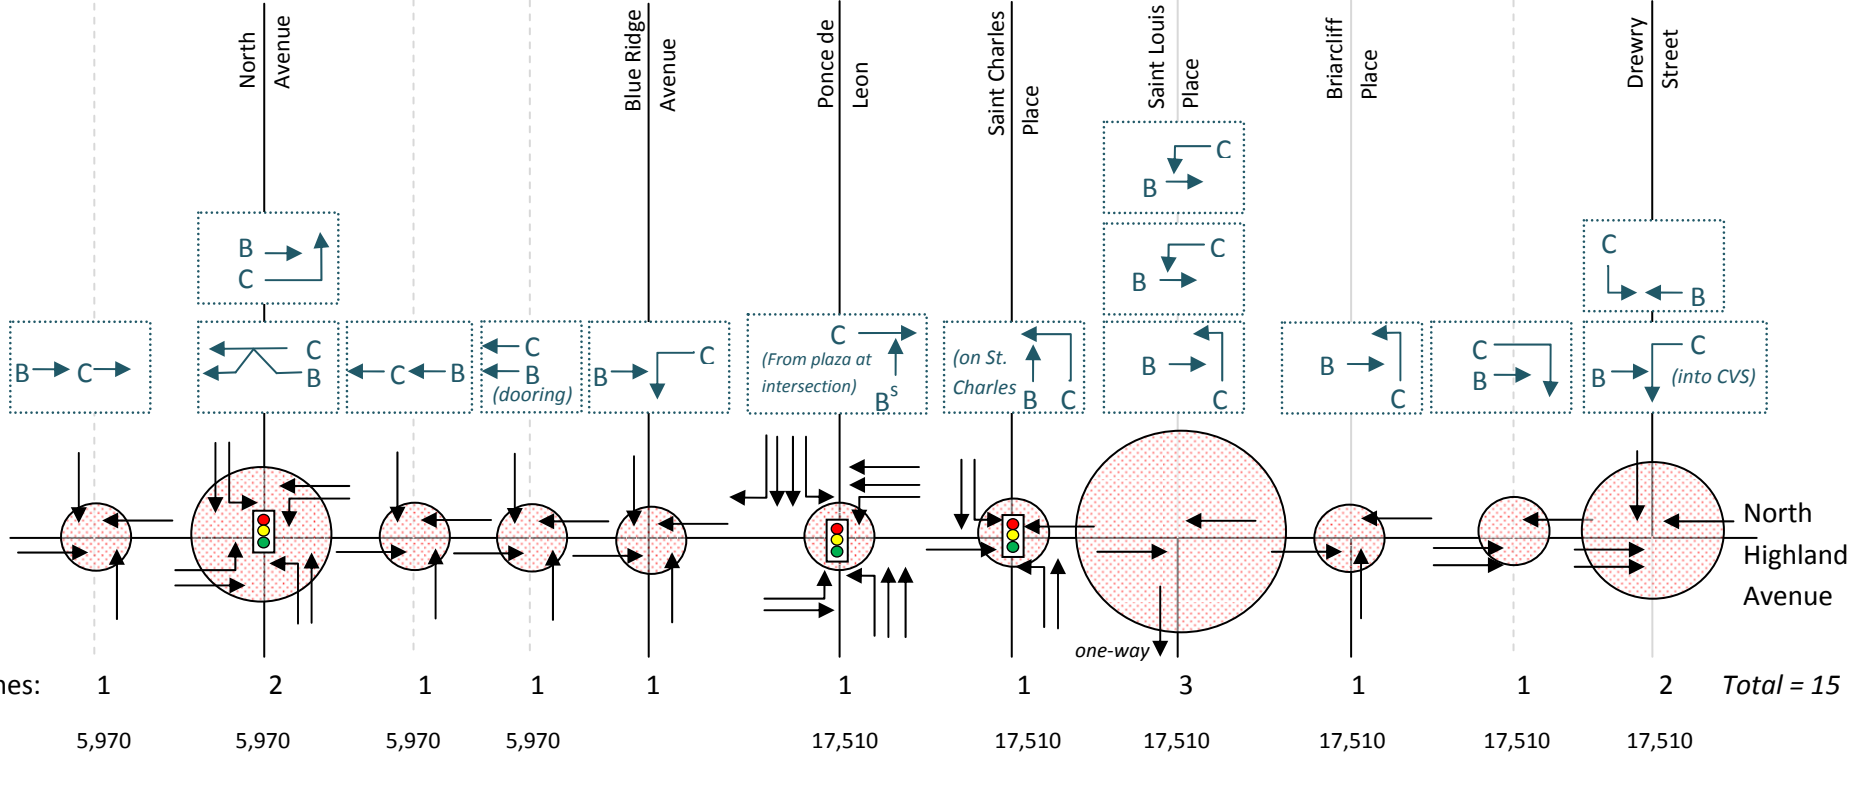 North
Avenue
Blue Ridge
Avenue
Ponce de
Leon
Saint Charles
Place
Saint Louis
Place
Briarcliff
Place
Drewry
Street
C
B
C
B
B
C
C
B
B C
C
B
C B
C
B
(dooring)
B
C
C
(From plaza at
intersection)
Bˢ
(on St.
Charles
B C
B
C
B
C
C
B
C
B
C
B
(into CVS)
North
Highland
Avenue
one-way
nes: 1 2 1 1 1 1 1 3 1 1 2 Total = 15
5,970 5,970 5,970 5,970 17,510 17,510 17,510 17,510 17,510 17,510